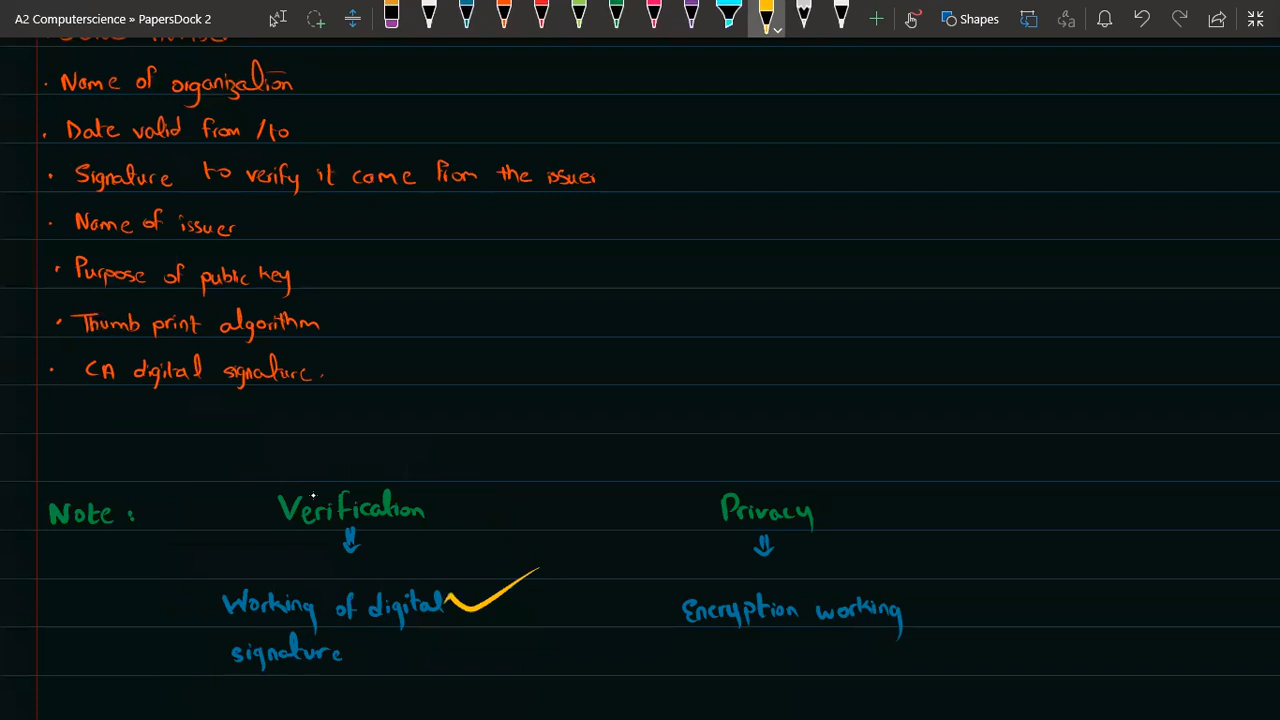 A2 Computerscience » PapersDock 2
Shapes
· Name of organization
· Date valid from /to
· Signature to verify it came from the issuer
· Name of issuer
· Purpose of public key
· Thumb print algorithm
· CA digital signature.
Note : Verification Privacy
Working of digital Encryption working
signature